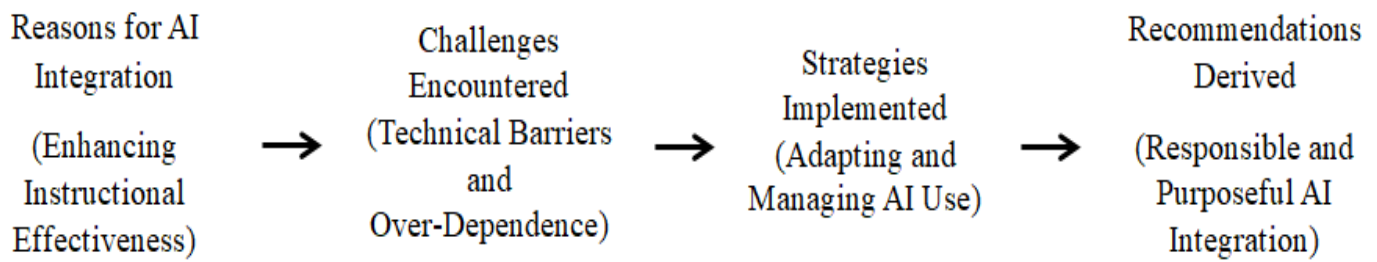 Reasons for AI
Integration
(Enhancing
Instructional
Effectiveness)
Challenges
Encountered
(Technical Barriers
and
Over-Dependence)
Strategies
Implemented
(Adapting and
Managing AI Use)
Recommendations
Derived
(Responsible and
Purposeful AI
Integration)